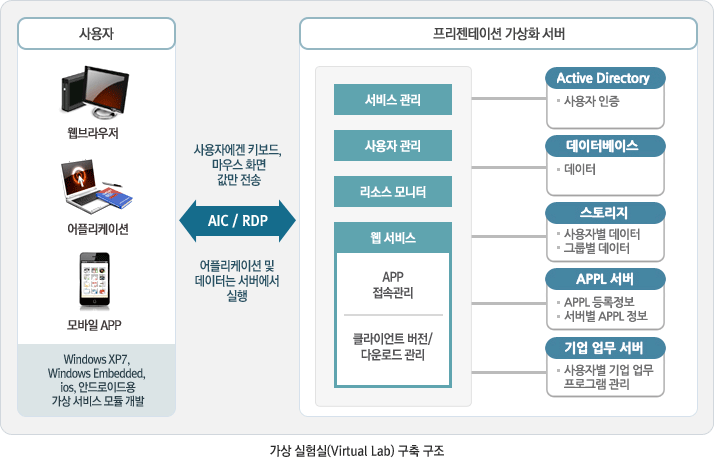 사용자
웹브라우저
어플리케이션
모바일 APP
Windows XP7,
Windows Embedded,
ios, 안드로이드용
가상 서비스 모듈 개발
사용자에겐 키보드,
마우스 화면
값만 전송
AIC / RDP
어플리케이션 및
데이터는 서버에서
실행
프리젠테이션 가상화 서버
서비스 관리
사용자 관리
리소스 모니터
웹 서비스
APP
접속관리
클라이언트 버전/
다운로드 관리
Active Directory
사용자 인증
데이터베이스
데이터
스토리지
사용자별 데이터
그룹별 데이터
APPL 서버
APPL 등록정보
서버별 APPL 정보
기업 업무 서버
사용자별 기업 업무
프로그램 관리
가상 실험실(Virtual Lab) 구축 구조